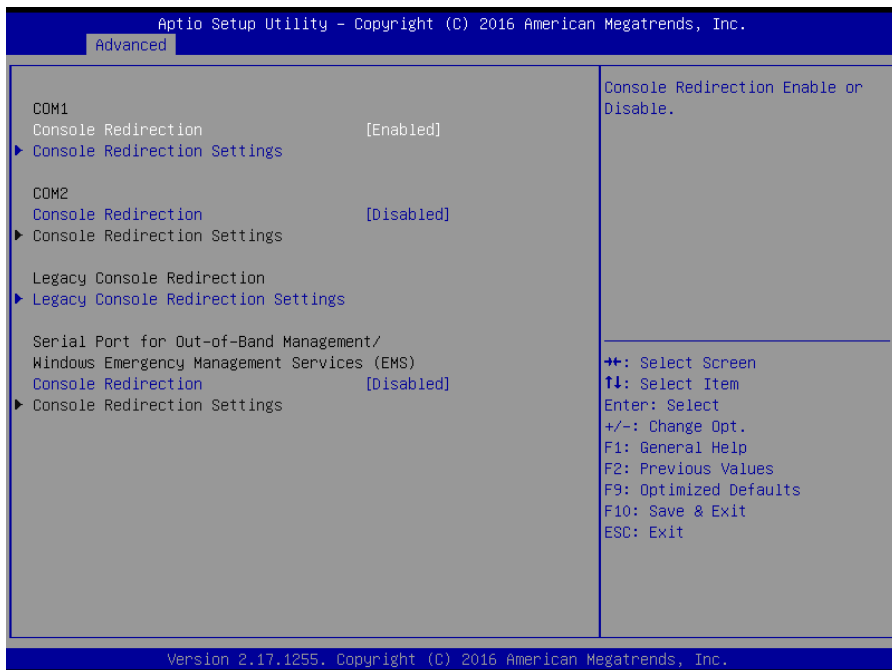 Aptio Setup Utility – Copyright (C) 2016 American Megatrends, Inc.
Advanced
COM1
Console Redirection [Enabled]
▶ Console Redirection Settings
COM2
Console Redirection [Disabled]
▶ Console Redirection Settings
Legacy Console Redirection
▶ Legacy Console Redirection Settings
Serial Port for Out-of-Band Management/
Windows Emergency Management Services (EMS)
Console Redirection [Disabled]
▶ Console Redirection Settings
Console Redirection Enable or
Disable.
→←: Select Screen
↑↓: Select Item
Enter: Select
+/-: Change Opt.
F1: General Help
F2: Previous Values
F9: Optimized Defaults
F10: Save & Exit
ESC: Exit
Version 2.17.1255. Copyright (C) 2016 American Megatrends, Inc.